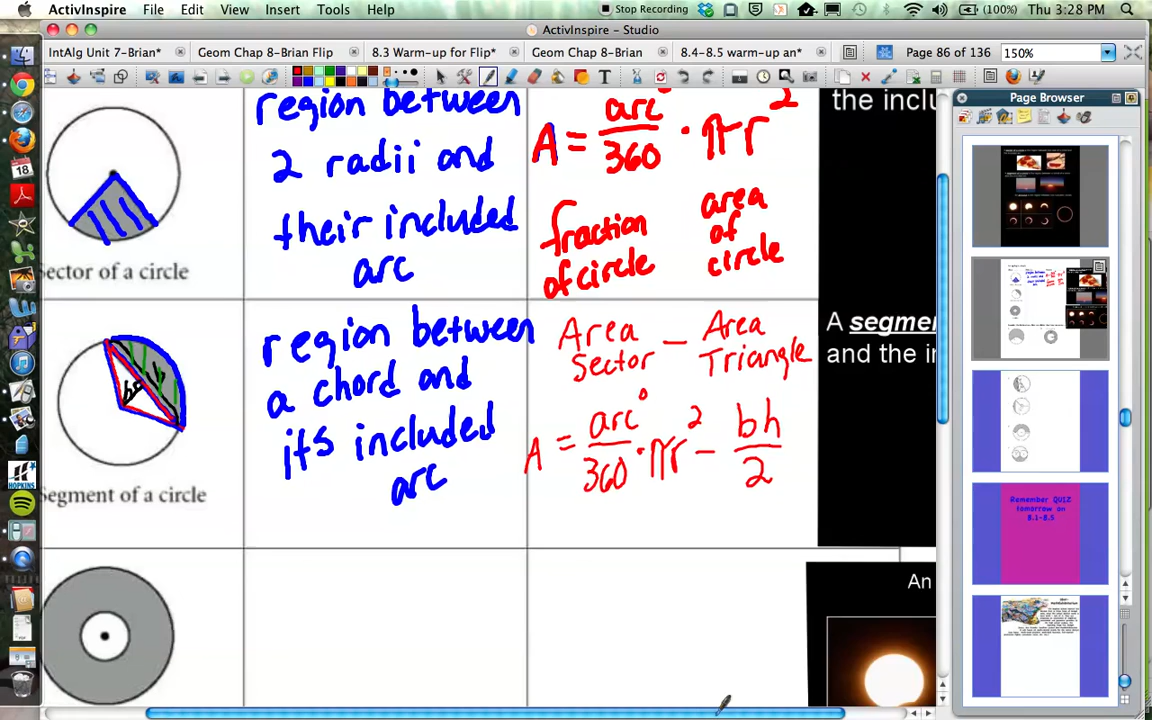 ActivInspire File Edit View Insert Tools Help Stop Recording (100%) Thu 3:28 PM
ActivInspire - Studio
IntAlg Unit 7-Brian* Geom Chap 8-Brian Flip 8.3 Warm-up for Flip* Geom Chap 8-Brian 8.4-8.5 warm-up an* Page 86 of 136 150%
Page Browser
region between
2 radii and
their included
arc
A = arc° / 360 · πr²
fraction
of circle
area
of
circle
the inclu
Sector of a circle
region between
a chord and
its included
arc
Area
Sector
–
Area
Triangle
A = arc° / 360 · πr² – bh / 2
A segmen
and the in
Segment of a circle
An
Remember QUIZ
tomorrow on
8.1-8.5
18
HOPKINS